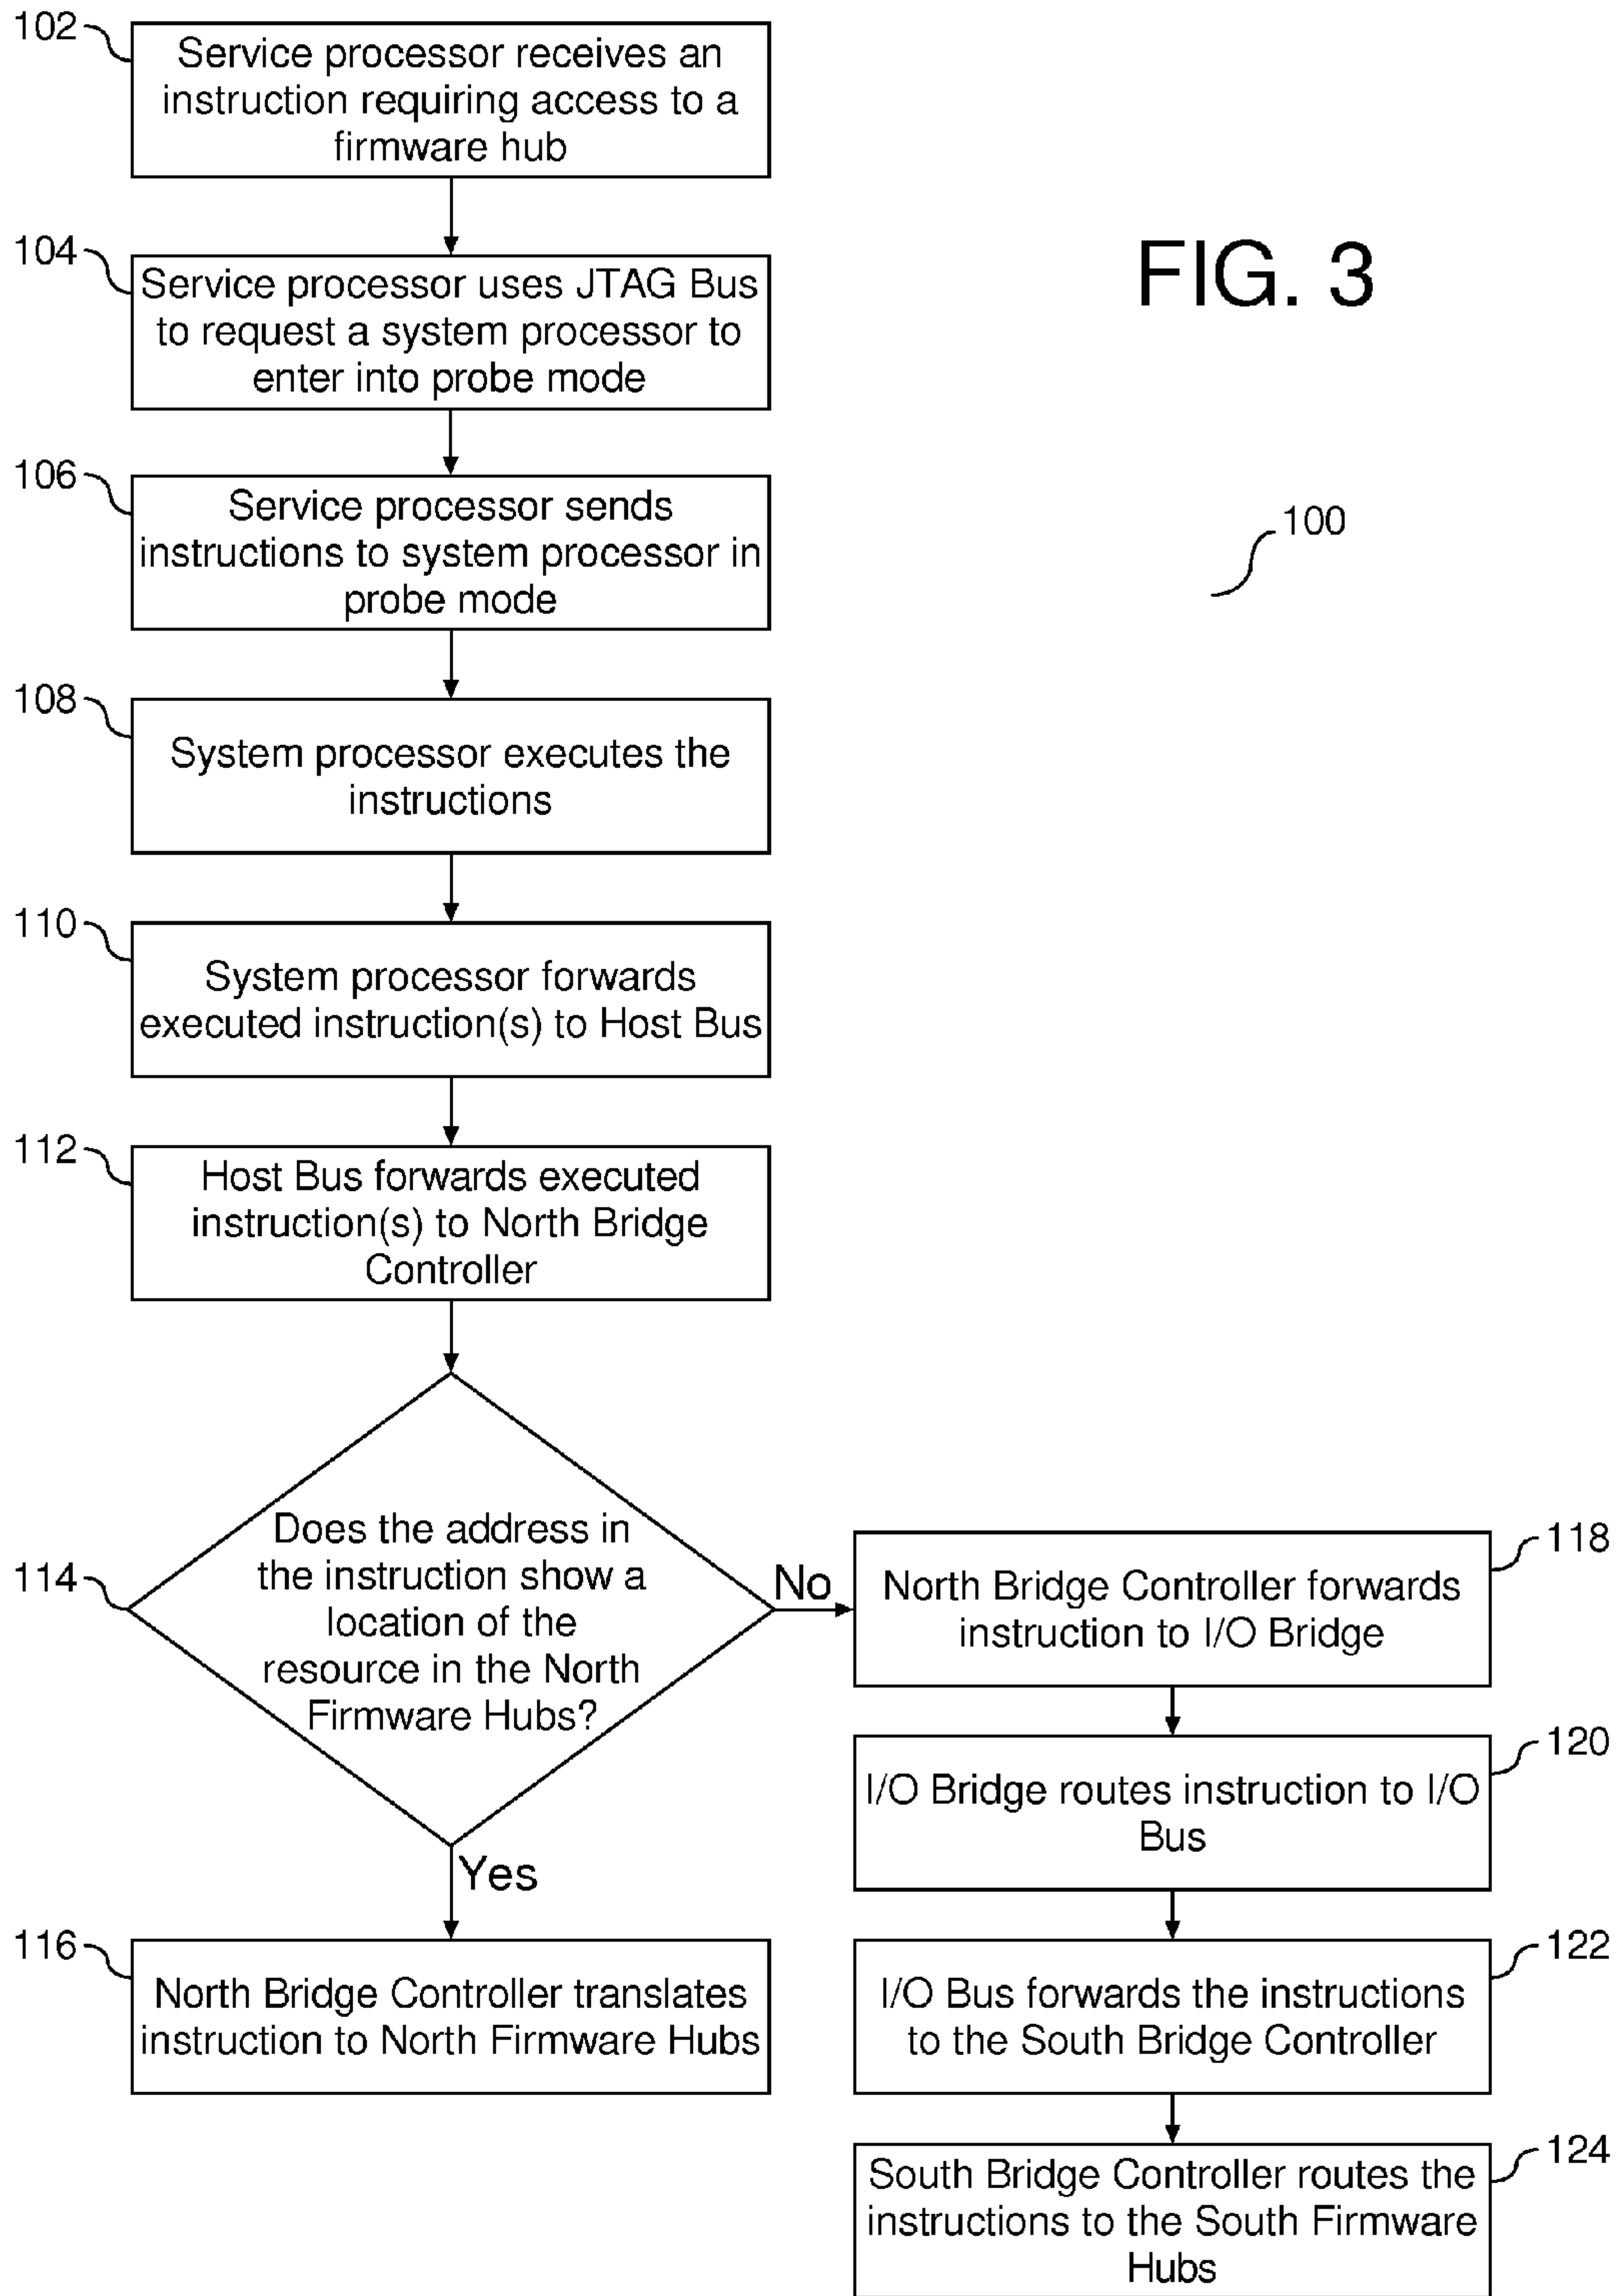 102
Service processor receives an
instruction requiring access to a
firmware hub
104
Service processor uses JTAG Bus
to request a system processor to
enter into probe mode
FIG. 3
106
Service processor sends
instructions to system processor in
probe mode
100
108
System processor executes the
instructions
110
System processor forwards
executed instruction(s) to Host Bus
112
Host Bus forwards executed
instruction(s) to North Bridge
Controller
114
Does the address in
the instruction show a
location of the
resource in the North
Firmware Hubs?
No
Yes
116
North Bridge Controller translates
instruction to North Firmware Hubs
118
North Bridge Controller forwards
instruction to I/O Bridge
120
I/O Bridge routes instruction to I/O
Bus
122
I/O Bus forwards the instructions
to the South Bridge Controller
124
South Bridge Controller routes the
instructions to the South Firmware
Hubs